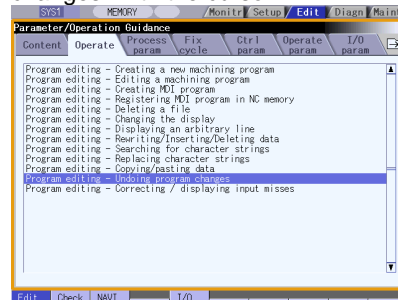 SYS1 MEMORY Monitr Setup Edit Diagn Maint
Parameter/Operation Guidance
Content Operate Process param Fix cycle Ctrl param Operate param I/O param
Program editing - Creating a new machining program
Program editing - Editing a machining program
Program editing - Creating MDI program
Program editing - Registering MDI program in NC memory
Program editing - Deleting a file
Program editing - Changing the display
Program editing - Displaying an arbitrary line
Program editing - Rewriting/Inserting/Deleting data
Program editing - Searching for character strings
Program editing - Replacing character strings
Program editing - Copying/pasting data
Program editing - Undoing program changes
Program editing - Correcting / displaying input misses
Edit Check NAVI I/O